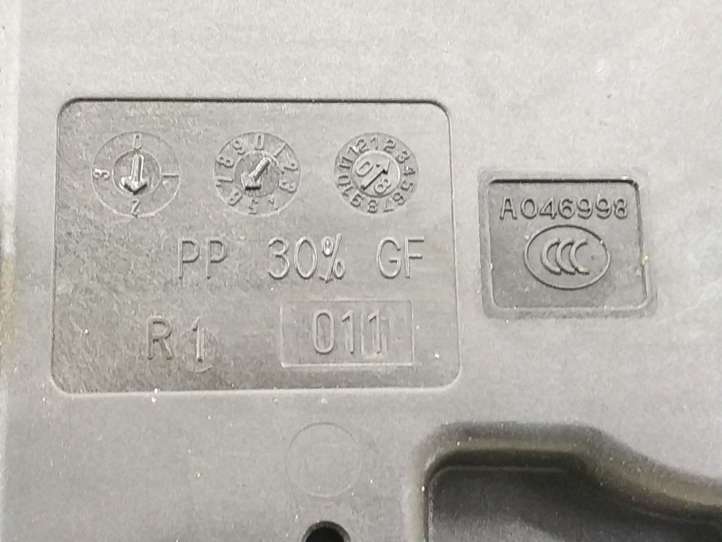 A046998
CCC
PP 30% GF
R1 011